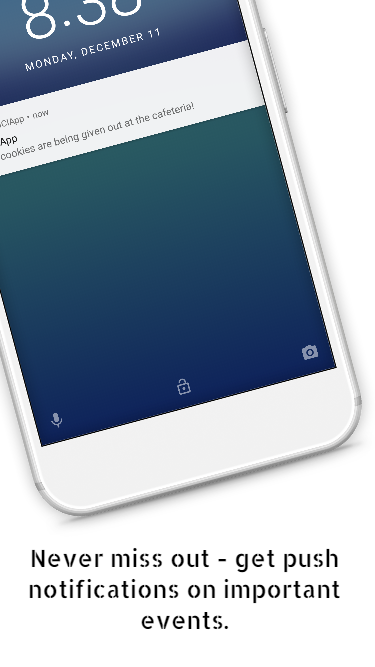 8:38
MONDAY, DECEMBER 11
CIApp • now
App
cookies are being given out at the cafeteria!
Never miss out - get push
notifications on important
events.